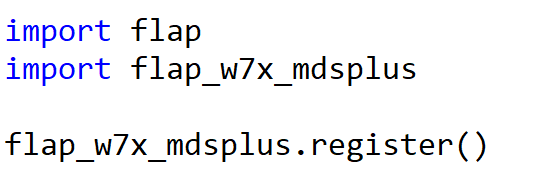 import flap
import flap_w7x_mdsplus
flap_w7x_mdsplus.register()